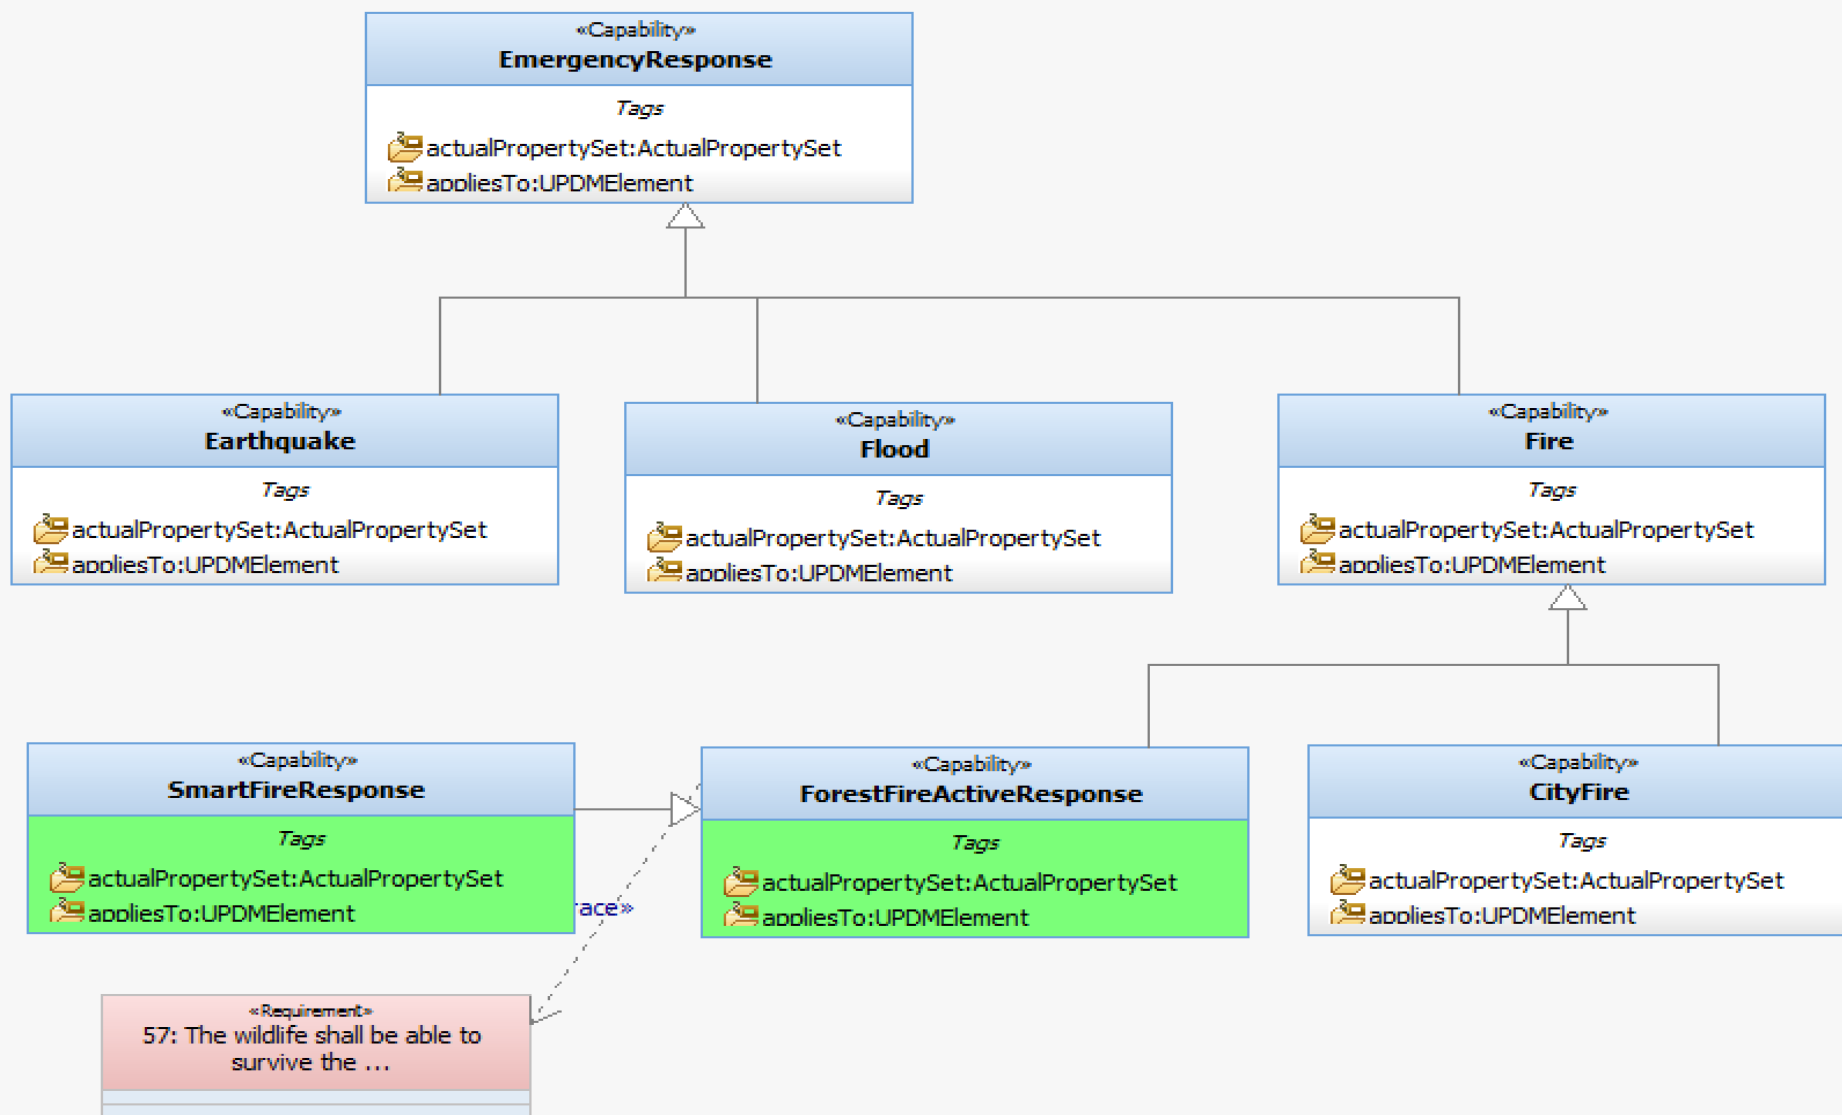 «Capability»
EmergencyResponse
Tags
actualPropertySet:ActualPropertySet
appliesTo:UPDMElement
«Capability»
Earthquake
Tags
actualPropertySet:ActualPropertySet
appliesTo:UPDMElement
«Capability»
Flood
Tags
actualPropertySet:ActualPropertySet
appliesTo:UPDMElement
«Capability»
Fire
Tags
actualPropertySet:ActualPropertySet
appliesTo:UPDMElement
«Capability»
SmartFireResponse
Tags
actualPropertySet:ActualPropertySet
appliesTo:UPDMElement
race»
«Capability»
ForestFireActiveResponse
Tags
actualPropertySet:ActualPropertySet
appliesTo:UPDMElement
«Capability»
CityFire
Tags
actualPropertySet:ActualPropertySet
appliesTo:UPDMElement
«Requirement»
57: The wildlife shall be able to
survive the ...